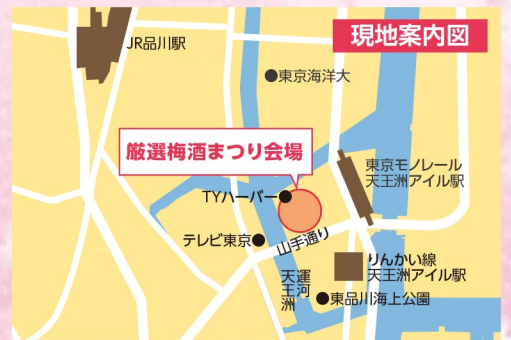 現地案内図
JR品川駅
●東京海洋大
厳選梅酒まつり会場
東京モノレール
天王洲アイル駅
TYハーバー●
テレビ東京●
山手通り
りんかい線
天王洲アイル駅
天王洲
運河
●東品川海上公園